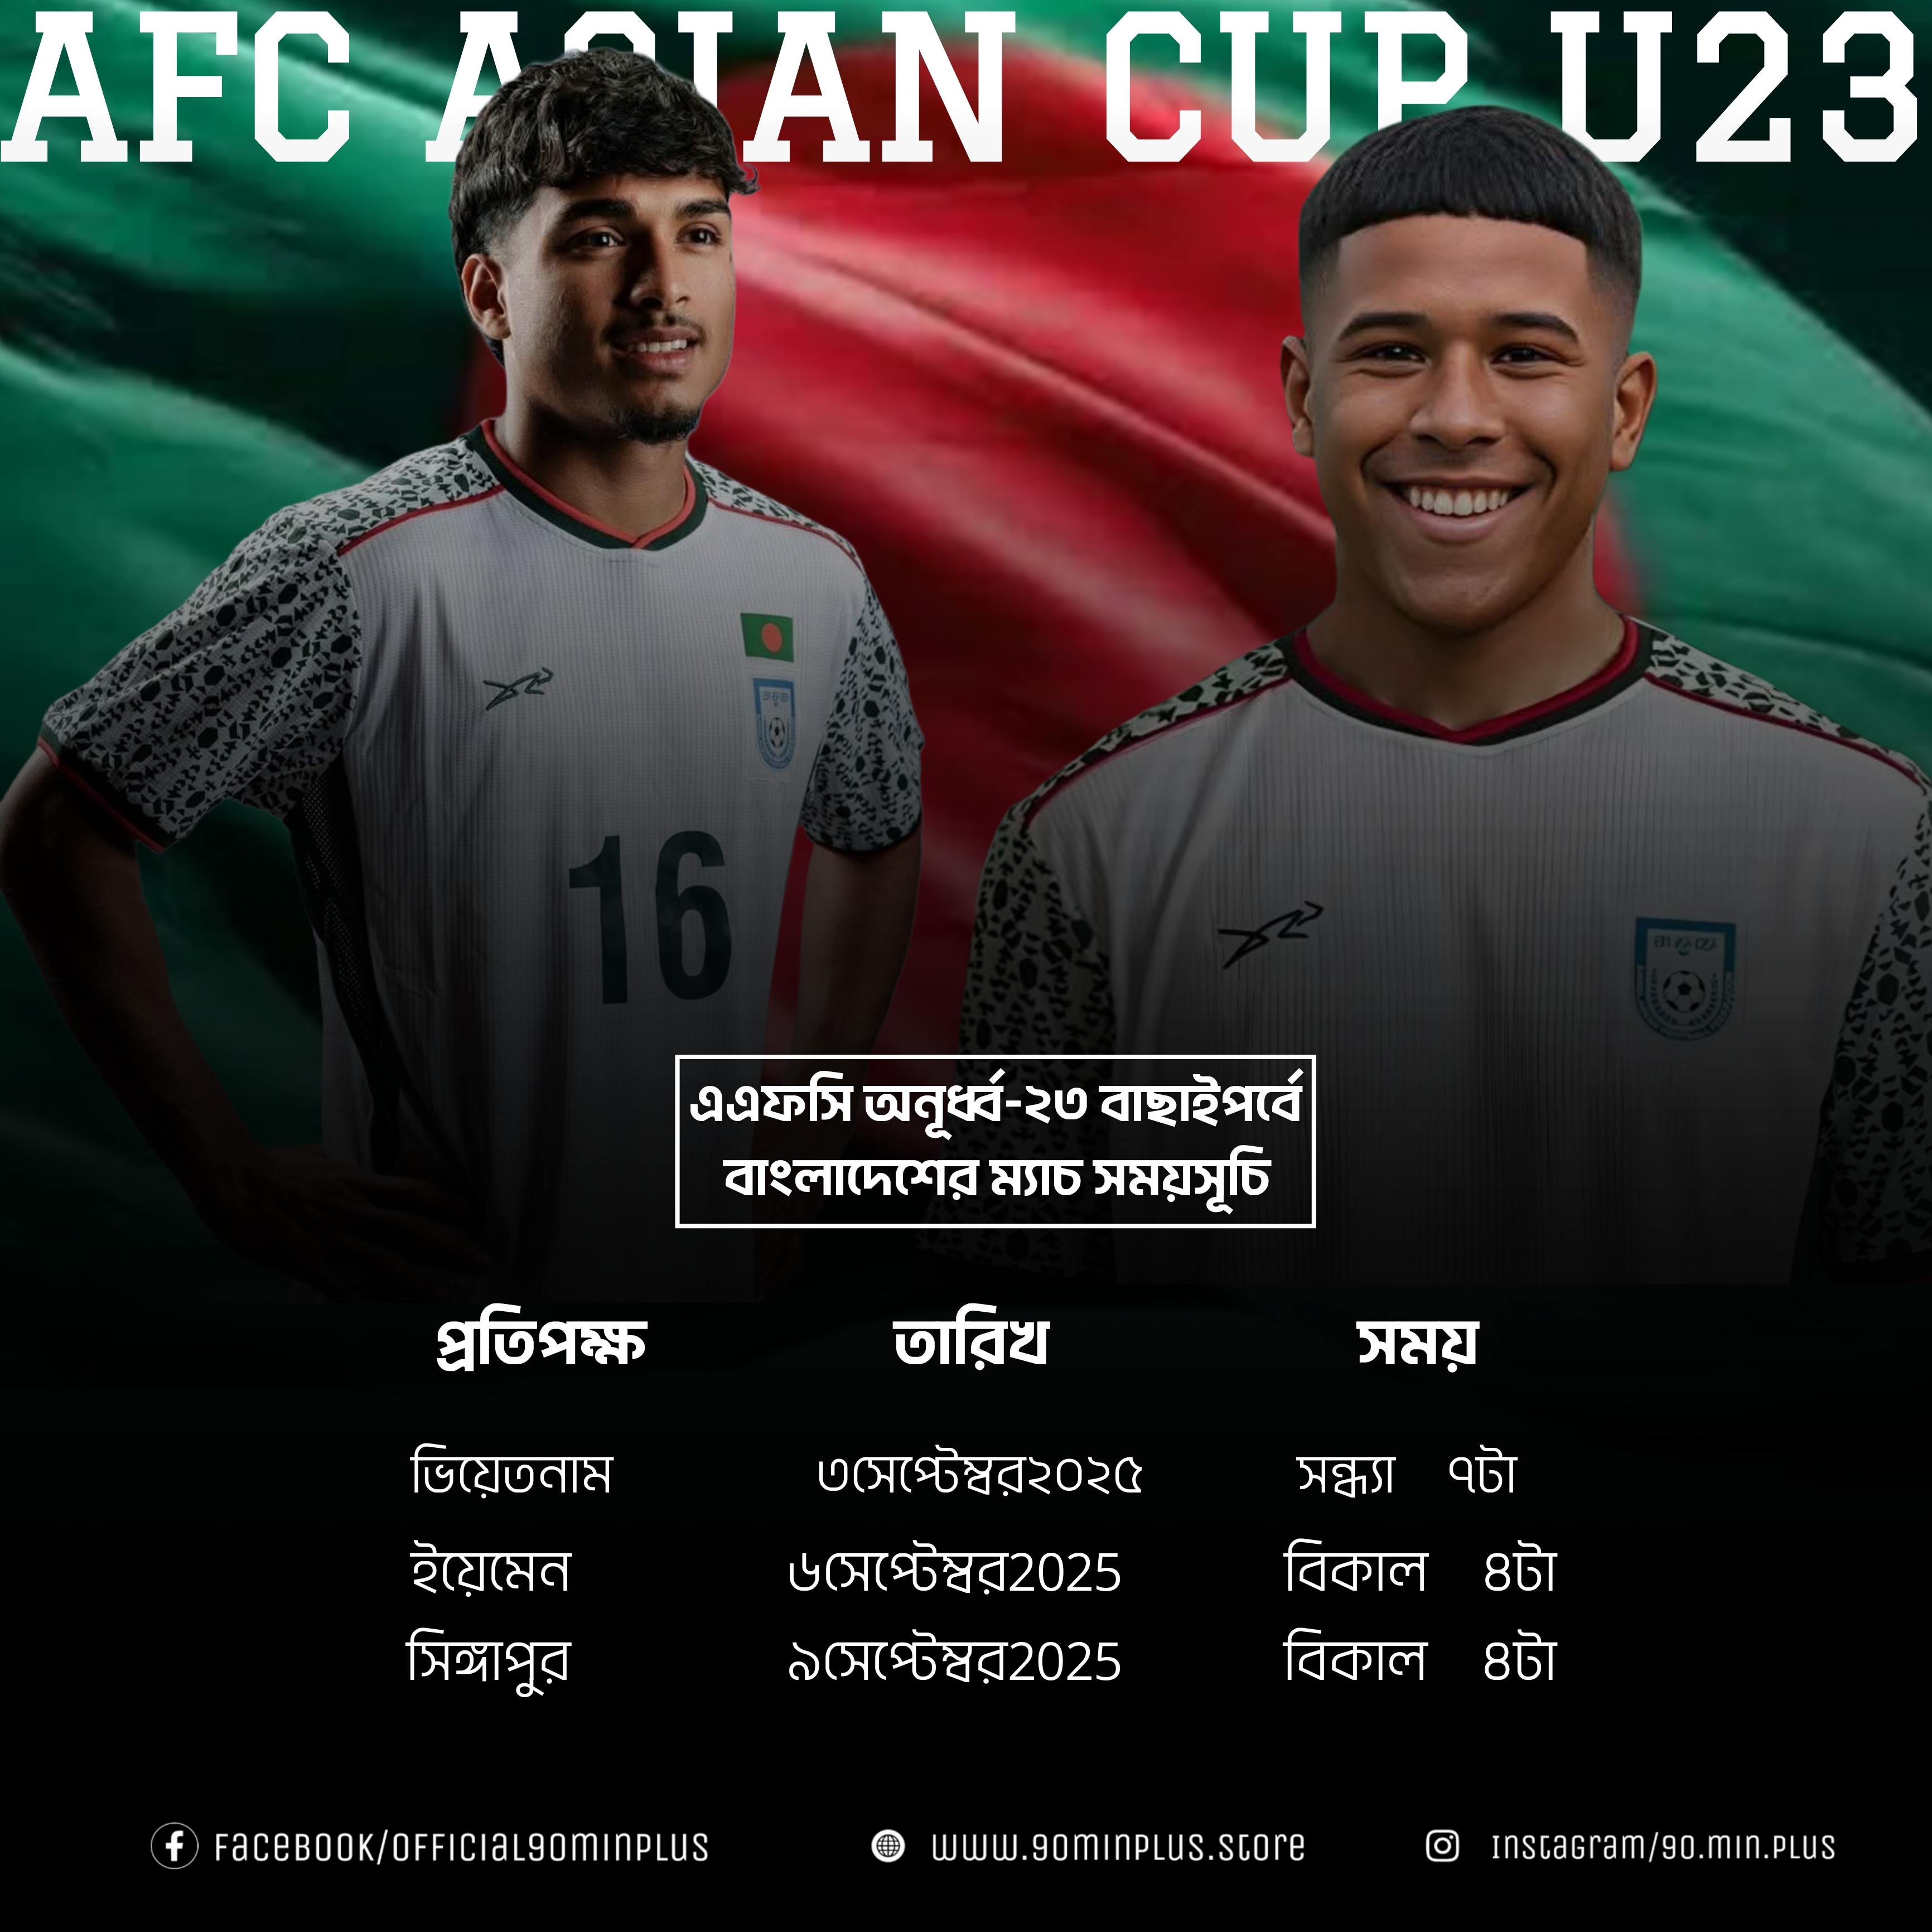 AFC ASIAN CUP U23
16
এএফসি অনূর্ধ্ব-২৩ বাছাইপর্বে
বাংলাদেশের ম্যাচ সময়সূচি
প্রতিপক্ষ তারিখ সময়
ভিয়েতনাম ৩সেপ্টেম্বর২০২৫ সন্ধ্যা ৭টা
ইয়েমেন ৬সেপ্টেম্বর2025 বিকাল ৪টা
সিঙ্গাপুর ৯সেপ্টেম্বর2025 বিকাল ৪টা
FACEBOOK/OFFICIAL90MINPLUS www.90MINPLUS.store Instagram/90.MIN.PLUS